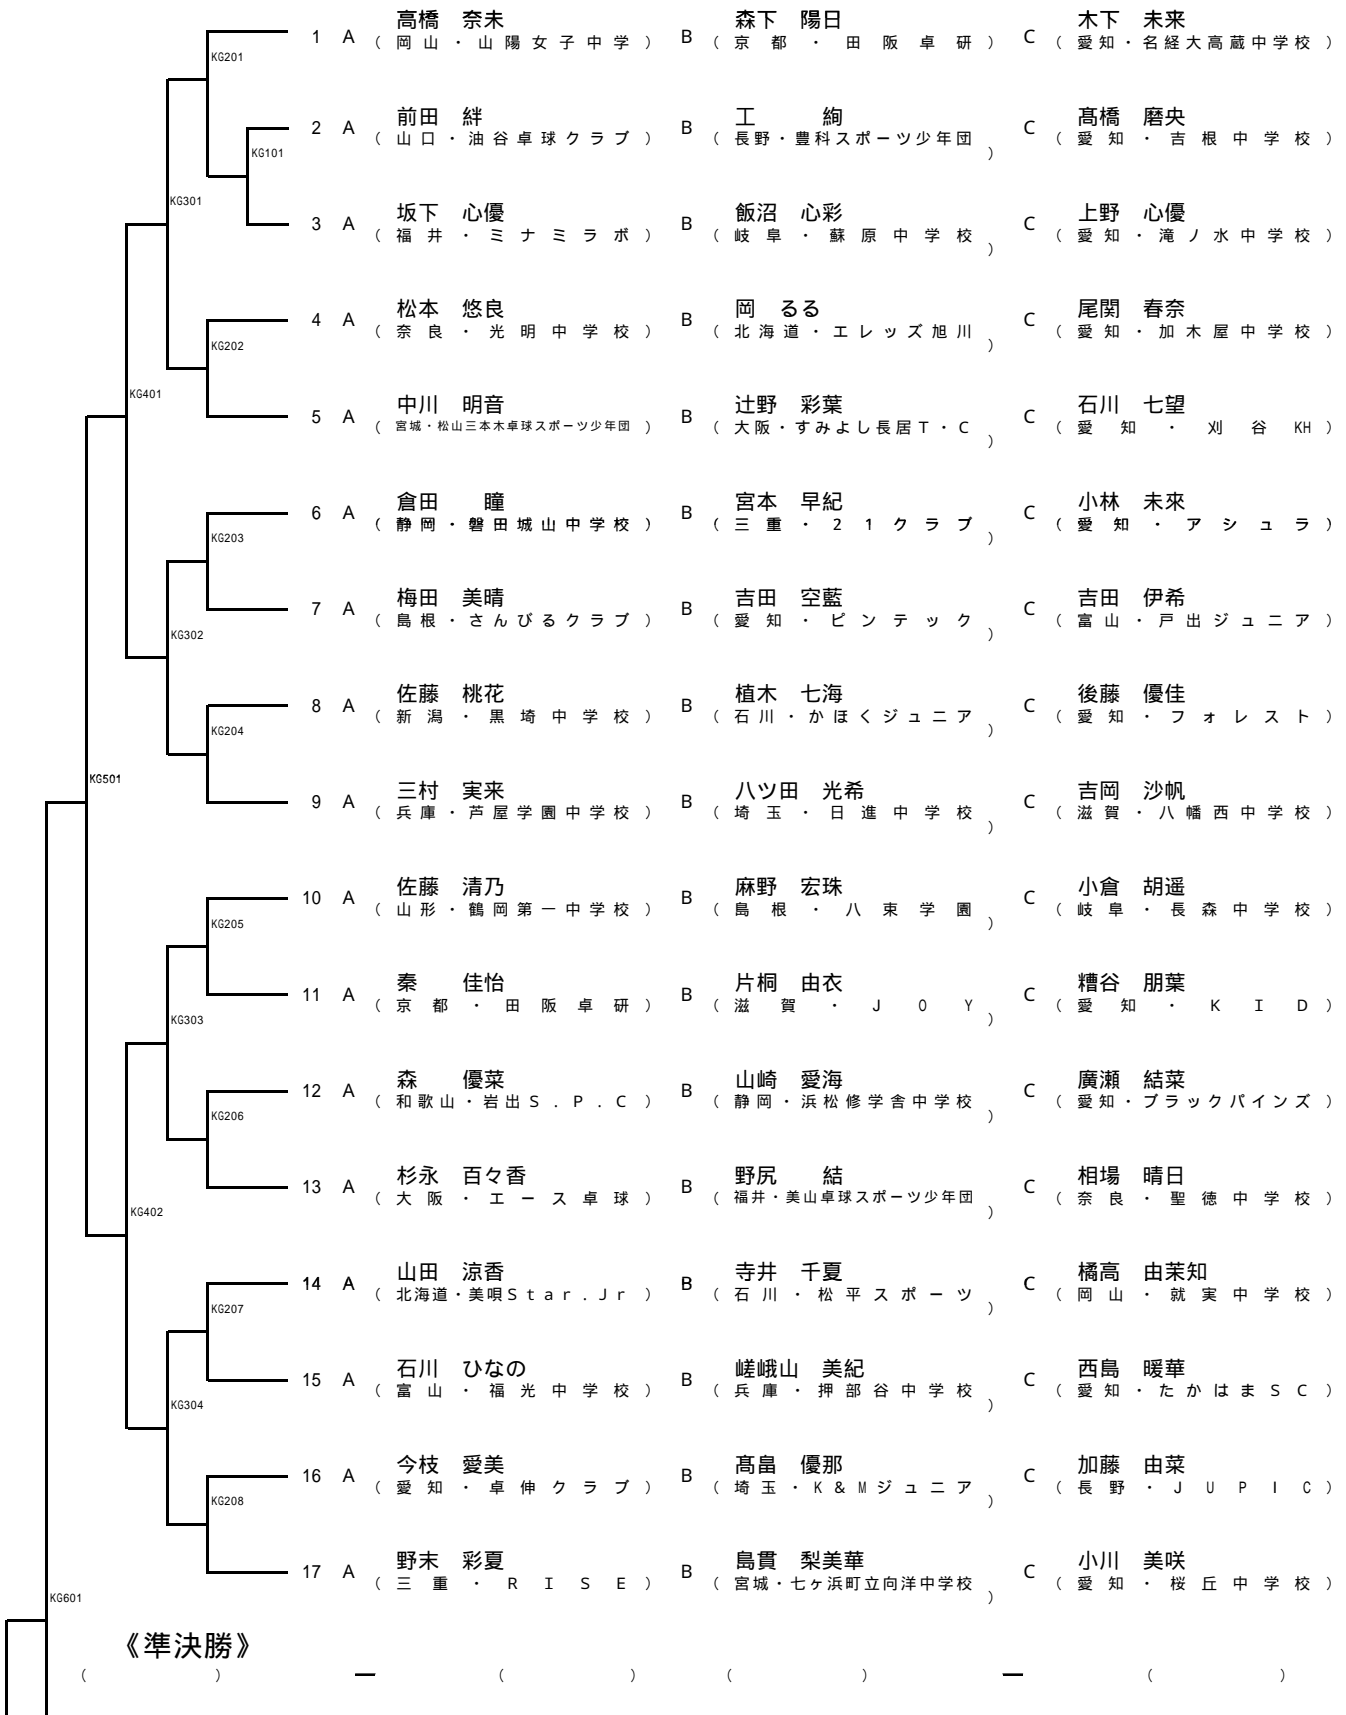 1 A 高橋　奈未 B 森下　陽日 C 木下　未来
（岡山・山陽女子中学） （京都・田阪卓研） （愛知・名経大高蔵中学校）
KG201
2 A 前田　絆 B 工　　絢 C 髙橋　磨央
（山口・油谷卓球クラブ） （長野・豊科スポーツ少年団） （愛知・吉根中学校）
KG101
KG301
3 A 坂下　心優 B 飯沼　心彩 C 上野　心優
（福井・ミナミラボ） （岐阜・蘇原中学校） （愛知・滝ノ水中学校）
4 A 松本　悠良 B 岡　るる C 尾関　春奈
（奈良・光明中学校） （北海道・エレッズ旭川） （愛知・加木屋中学校）
KG202
KG401
5 A 中川　明音 B 辻野　彩葉 C 石川　七望
（宮城・松山三本木卓球スポーツ少年団） （大阪・すみよし長居T・C） （愛知・刈谷KH）
6 A 倉田　瞳 B 宮本　早紀 C 小林　未來
（静岡・磐田城山中学校） （三重・21クラブ） （愛知・アシュラ）
KG203
7 A 梅田　美晴 B 吉田　空藍 C 吉田　伊希
（島根・さんびるクラブ） （愛知・ピンテック） （富山・戸出ジュニア）
KG302
8 A 佐藤　桃花 B 植木　七海 C 後藤　優佳
（新潟・黒埼中学校） （石川・かほくジュニア） （愛知・フォレスト）
KG204
KG501
9 A 三村　実来 B 八ツ田　光希 C 吉岡　沙帆
（兵庫・芦屋学園中学校） （埼玉・日進中学校） （滋賀・八幡西中学校）
10 A 佐藤　清乃 B 麻野　宏珠 C 小倉　胡遥
（山形・鶴岡第一中学校） （島根・八束学園） （岐阜・長森中学校）
KG205
11 A 秦　佳怡 B 片桐　由衣 C 糟谷　朋葉
（京都・田阪卓研） （滋賀・JOY） （愛知・KID）
KG303
12 A 森　優菜 B 山崎　愛海 C 廣瀬　結菜
（和歌山・岩出S.P.C） （静岡・浜松修学舎中学校） （愛知・ブラックパインズ）
KG206
13 A 杉永　百々香 B 野尻　結 C 相場　晴日
（大阪・エース卓球） （福井・美山卓球スポーツ少年団） （奈良・聖徳中学校）
KG402
14 A 山田　涼香 B 寺井　千夏 C 橘高　由茉知
（北海道・美唄Star.Jr） （石川・松平スポーツ） （岡山・就実中学校）
KG207
15 A 石川　ひなの B 嵯峨山　美紀 C 西島　暖華
（富山・福光中学校） （兵庫・押部谷中学校） （愛知・たかはまSC）
KG304
16 A 今枝　愛美 B 髙畠　優那 C 加藤　由菜
（愛知・卓伸クラブ） （埼玉・K&Mジュニア） （長野・JUPIC）
KG208
17 A 野末　彩夏 B 島貫　梨美華 C 小川　美咲
（三重・RISE） （宮城・七ヶ浜町立向洋中学校） （愛知・桜丘中学校）
KG601
《準決勝》
（　　　） ー （　　　） （　　　） ー （　　　）